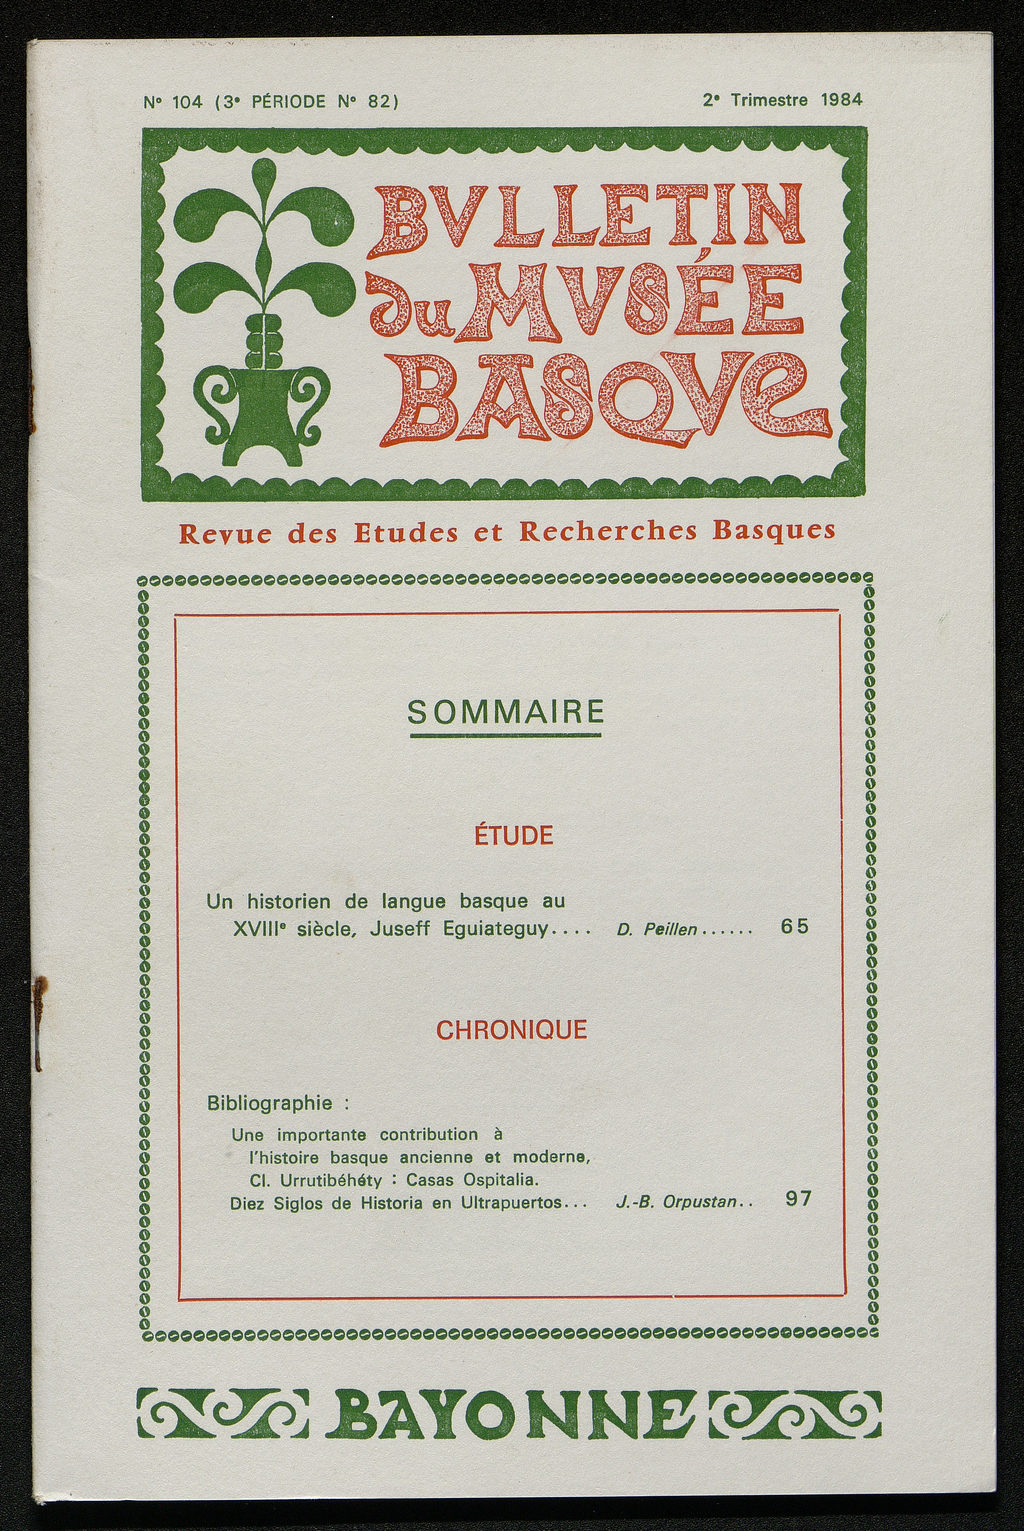 Nº 104 (3ᵉ PÉRIODE Nº 82)
2ᵉ Trimestre 1984
BVLLETIN
du MVSÉE
BASQVE
Revue des Etudes et Recherches Basques
SOMMAIRE
ÉTUDE
Un historien de langue basque au
XVIIIᵉ siècle, Juseff Eguiateguy.... D. Peillen...... 65
CHRONIQUE
Bibliographie :
Une importante contribution à
l'histoire basque ancienne et moderne,
Cl. Urrutibéhéty : Casas Ospitalia.
Diez Siglos de Historia en Ultrapuertos... J.-B. Orpustan.. 97
BAYONNE